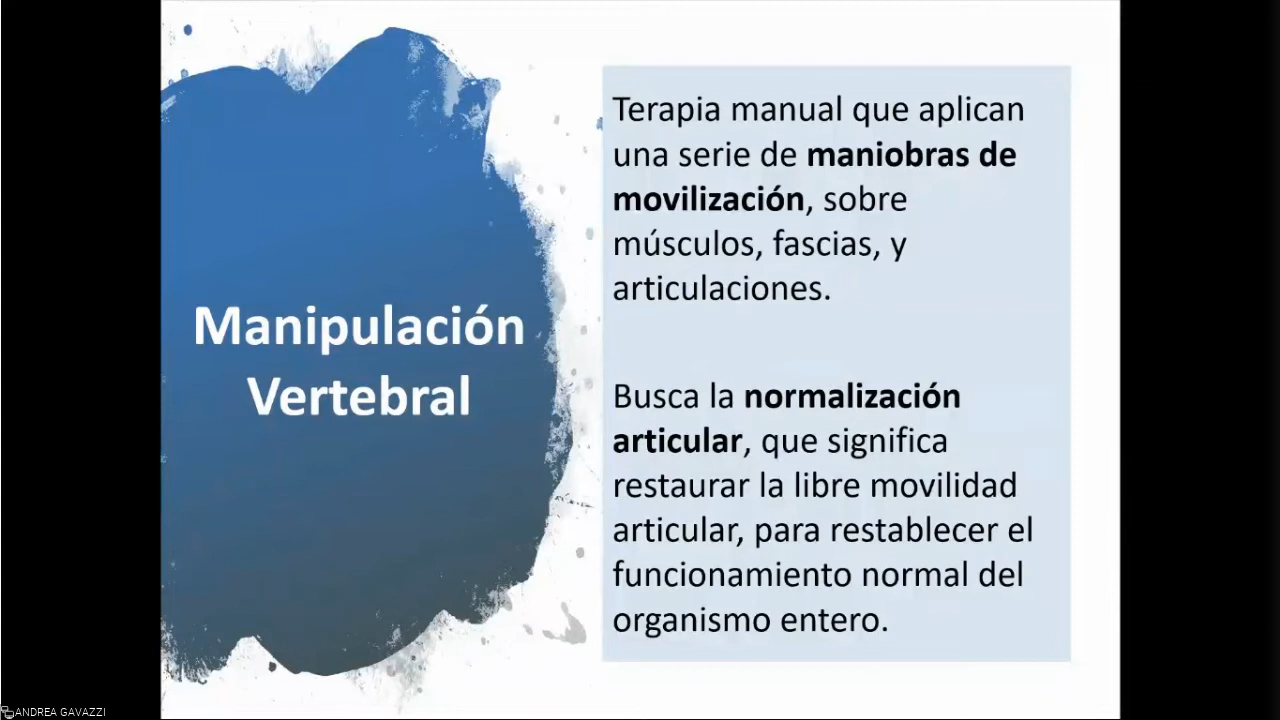 Manipulación
Vertebral
Terapia manual que aplican
una serie de maniobras de
movilización, sobre
músculos, fascias, y
articulaciones.
Busca la normalización
articular, que significa
restaurar la libre movilidad
articular, para restablecer el
funcionamiento normal del
organismo entero.
ANDREA GAVAZZI